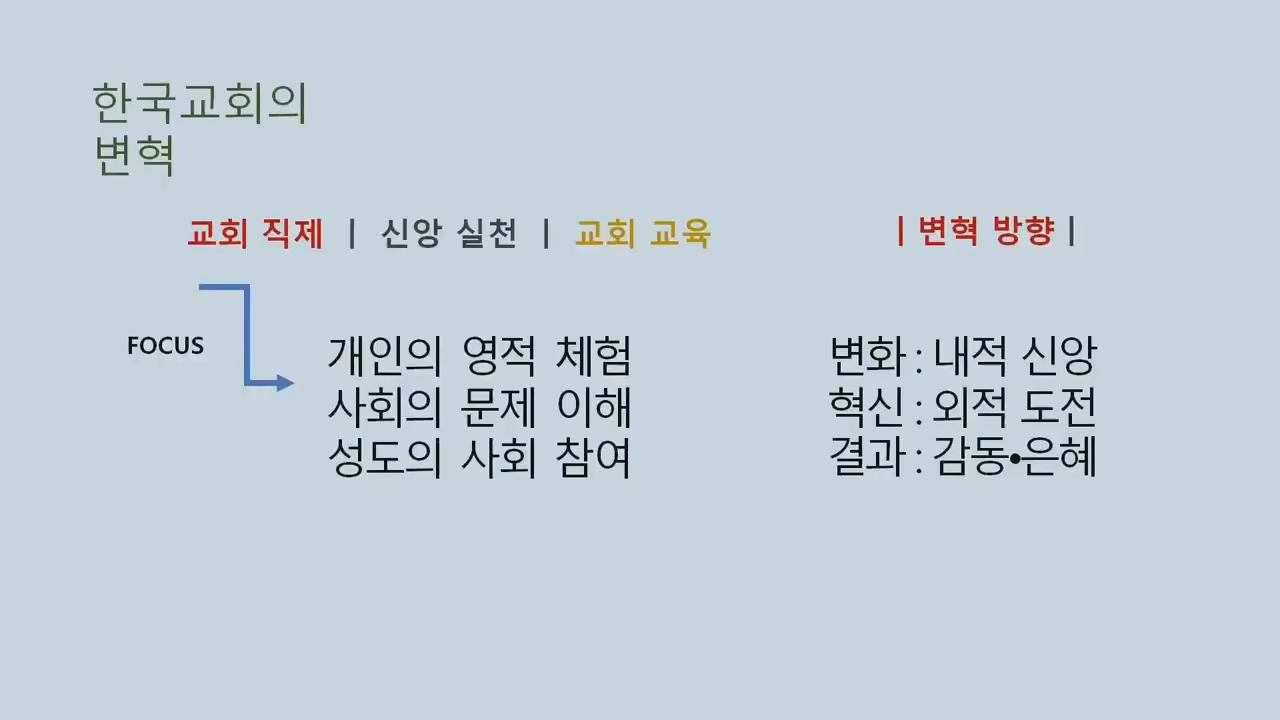 한국교회의
변혁
교회 직제 | 신앙 실천 | 교회 교육
| 변혁 방향 |
FOCUS
개인의 영적 체험
사회의 문제 이해
성도의 사회 참여
변화 : 내적 신앙
혁신 : 외적 도전
결과 : 감동•은혜